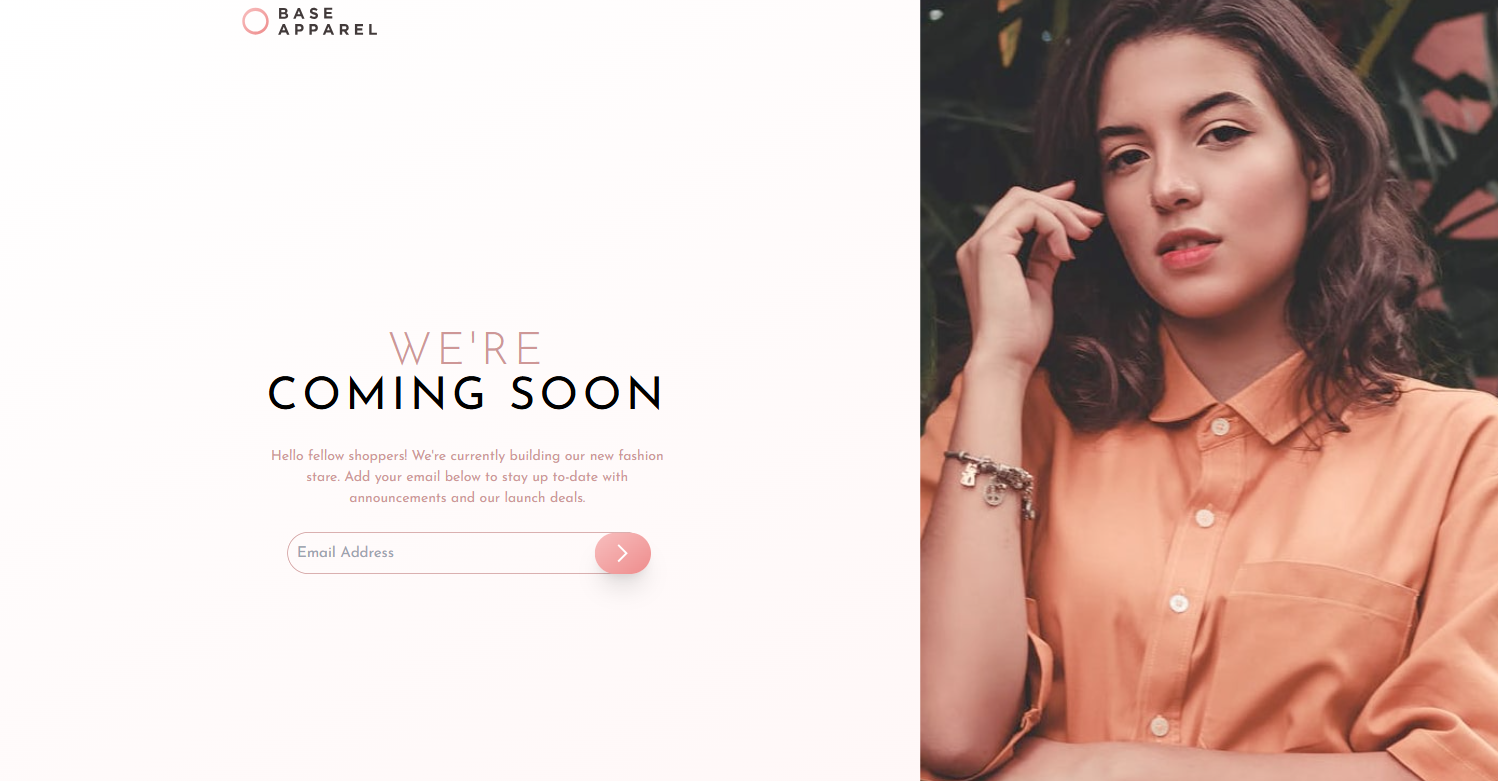 BASE
APPAREL
WE'RE
COMING SOON
Hello fellow shoppers! We're currently building our new fashion
stare. Add your email below to stay up to-date with
announcements and our launch deals.
Email Address